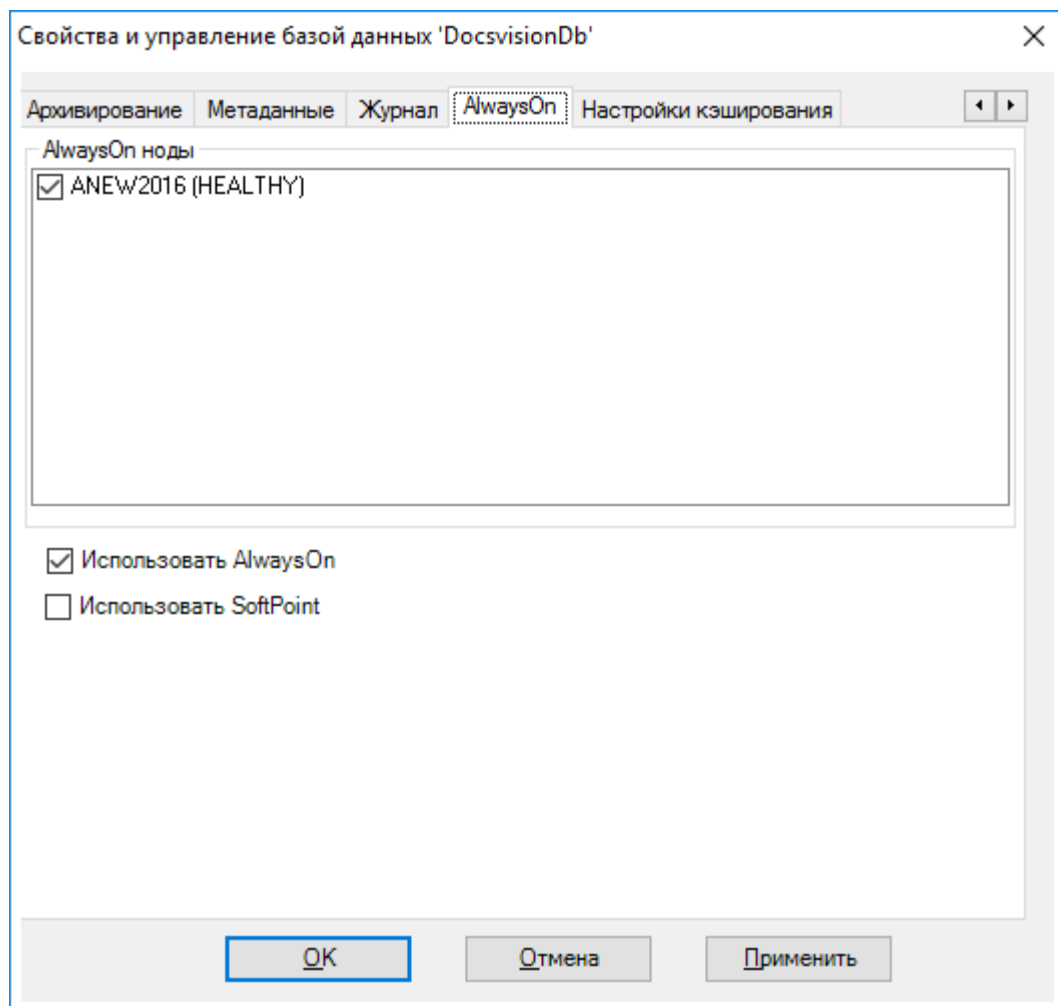 Свойства и управление базой данных 'DocsvisionDb'
Архивирование Метаданные Журнал AlwaysOn Настройки кэширования
AlwaysOn ноды
ANEW2016 (HEALTHY)
Использовать AlwaysOn
Использовать SoftPoint
OK Отмена Применить